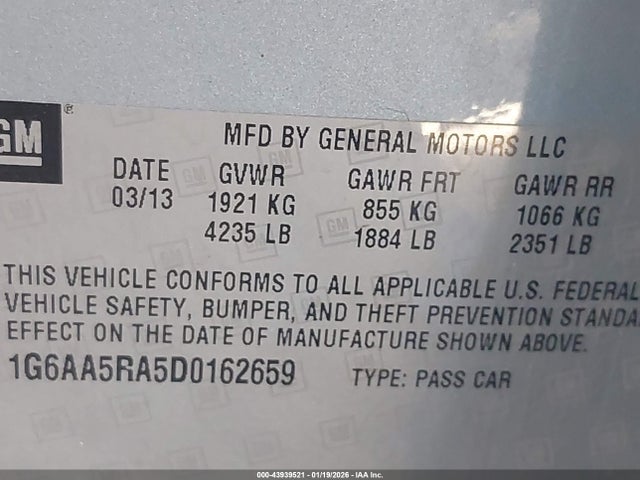 GM
®
MFD BY GENERAL MOTORS LLC
DATE GVWR GAWR FRT GAWR RR
03/13 1921 KG 855 KG 1066 KG
4235 LB 1884 LB 2351 LB
THIS VEHICLE CONFORMS TO ALL APPLICABLE U.S. FEDERAL
VEHICLE SAFETY, BUMPER, AND THEFT PREVENTION STANDA
EFFECT ON THE DATE OF MANUFACTURE SHOWN ABOVE.
1G6AA5RA5D0162659 TYPE: PASS CAR
000-43939521 - 01/19/2026 - IAA Inc.